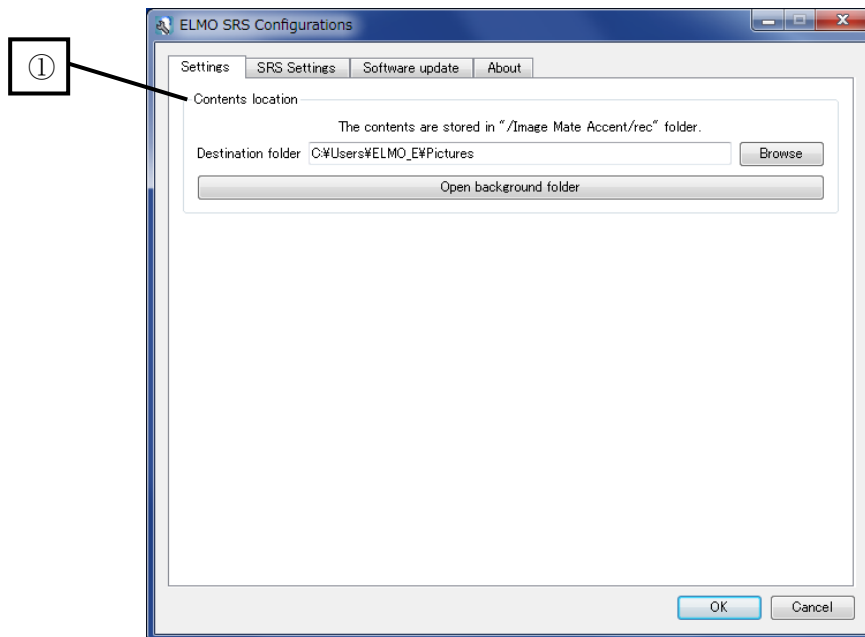 ELMO SRS Configurations
①
Settings
SRS Settings
Software update
About
Contents location
The contents are stored in "/Image Mate Accent/rec" folder.
Destination folder C:¥Users¥ELMO_E¥Pictures Browse
Open background folder
OK
Cancel